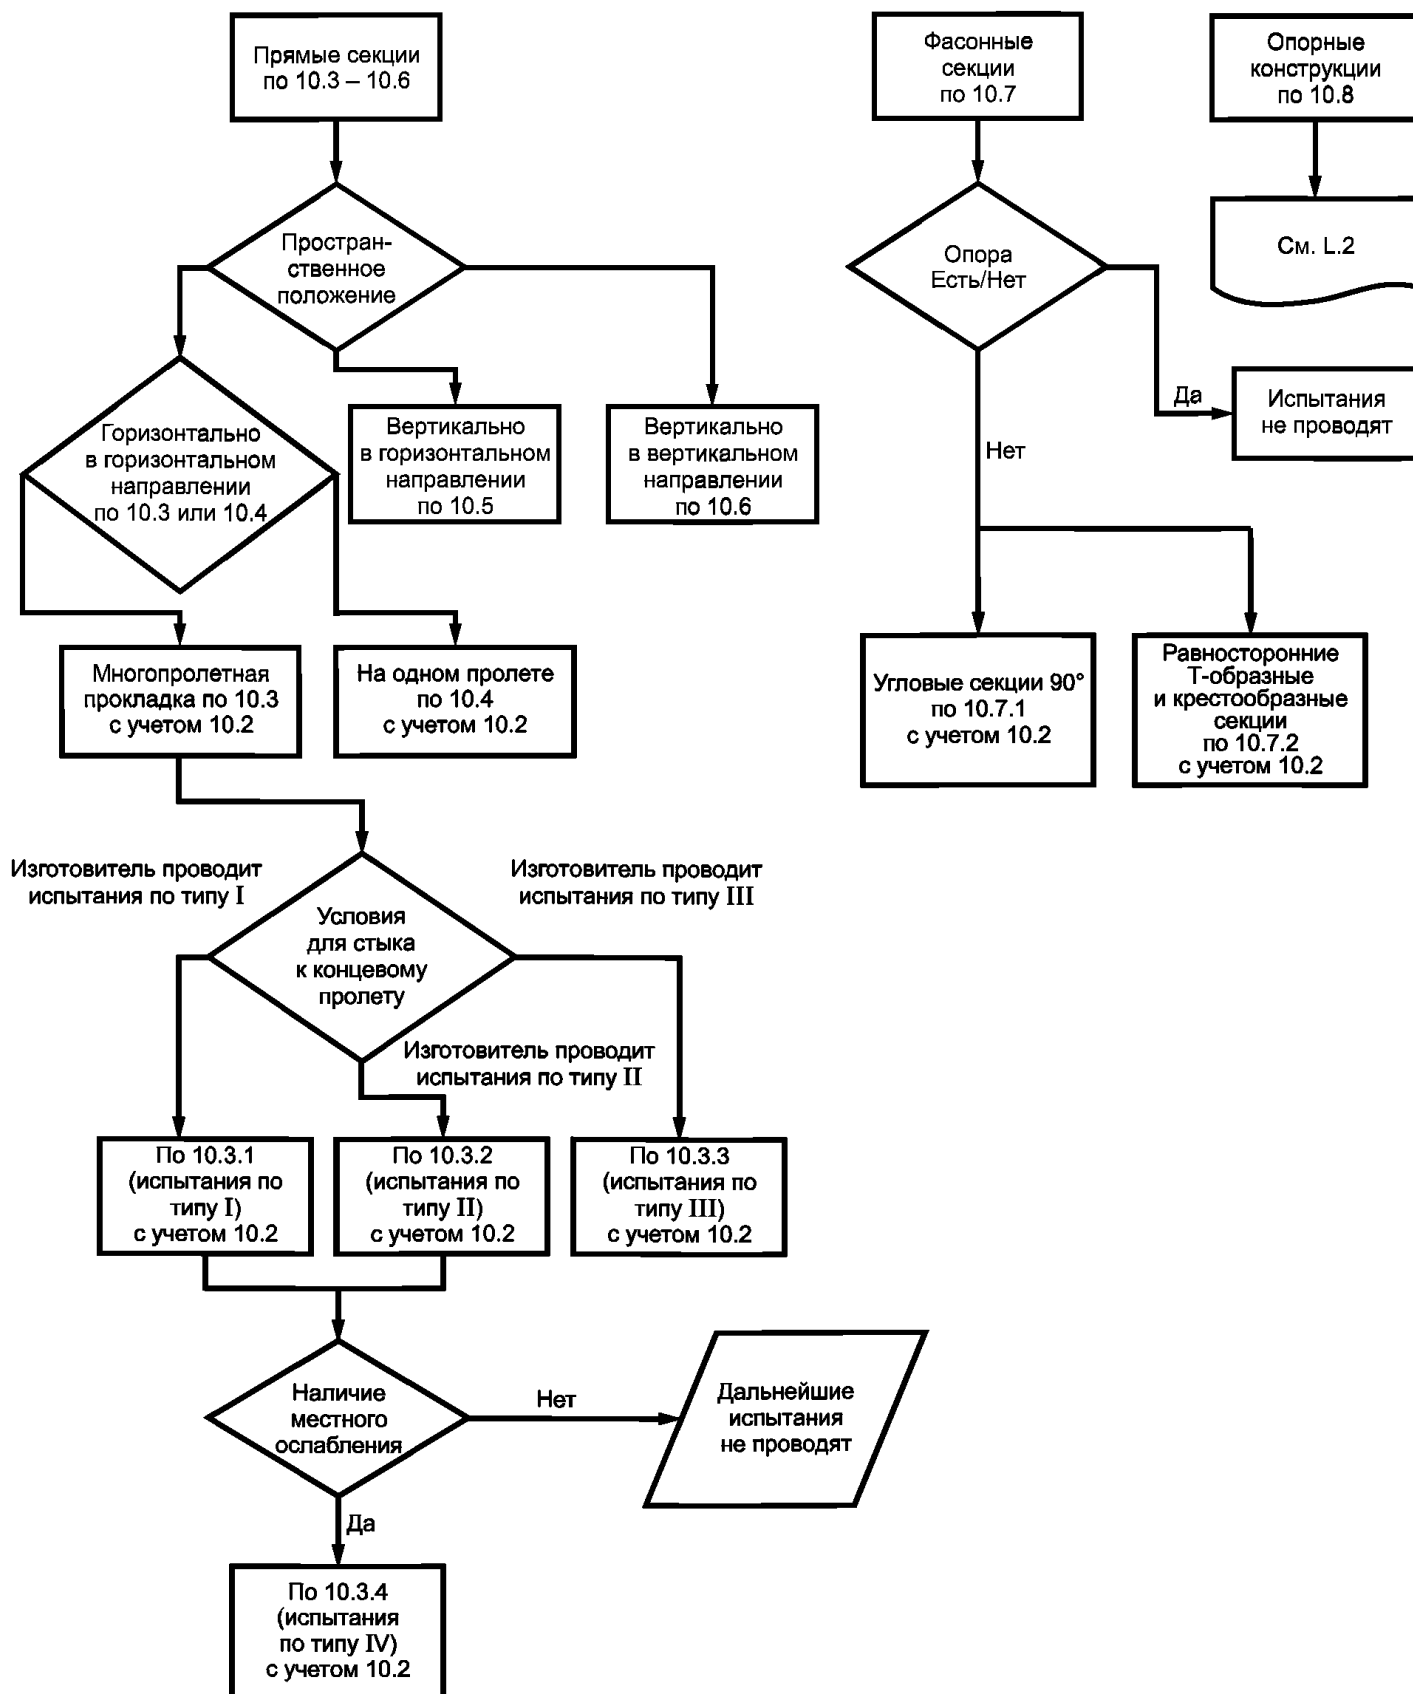 Прямые секции
по 10.3 – 10.6
Фасонные
секции
по 10.7
Опорные
конструкции
по 10.8
Простран-
ственное
положение
Опора
Есть/Нет
См. L.2
Горизонтально
в горизонтальном
направлении
по 10.3 или 10.4
Вертикально
в горизонтальном
направлении
по 10.5
Вертикально
в вертикальном
направлении
по 10.6
Да
Испытания
не проводят
Нет
Многопролетная
прокладка по 10.3
с учетом 10.2
На одном пролете
по 10.4
с учетом 10.2
Угловые секции 90°
по 10.7.1
с учетом 10.2
Равносторонние
Т-образные
и крестообразные
секции
по 10.7.2
с учетом 10.2
Изготовитель проводит
испытания по типу I
Изготовитель проводит
испытания по типу III
Условия
для стыка
к концевому
пролету
Изготовитель проводит
испытания по типу II
По 10.3.1
(испытания по
типу I)
с учетом 10.2
По 10.3.2
(испытания по
типу II)
с учетом 10.2
По 10.3.3
(испытания по
типу III)
с учетом 10.2
Наличие
местного
ослабления
Нет
Дальнейшие
испытания
не проводят
Да
По 10.3.4
(испытания
по типу IV)
с учетом 10.2